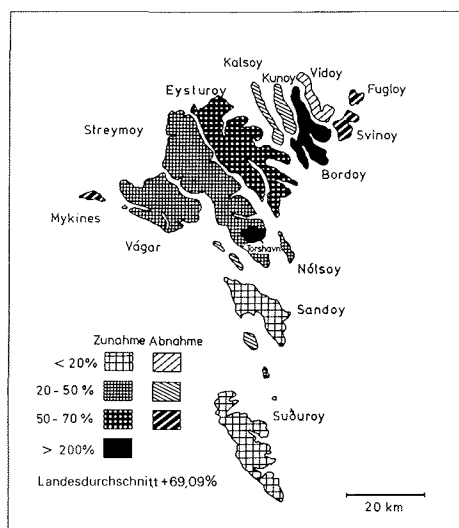 Kalsoy
Kunoy
Vidoy
Fugloy
Eysturoy
Streymoy
Svinoy
Bordoy
Mykines
Vágar
Tórshavn
Nólsoy
Sandoy
Zunahme Abnahme
< 20%
20 - 50 %
50 - 70 %
> 200%
Suðuroy
Landesdurchschnitt +69,09%
20 km